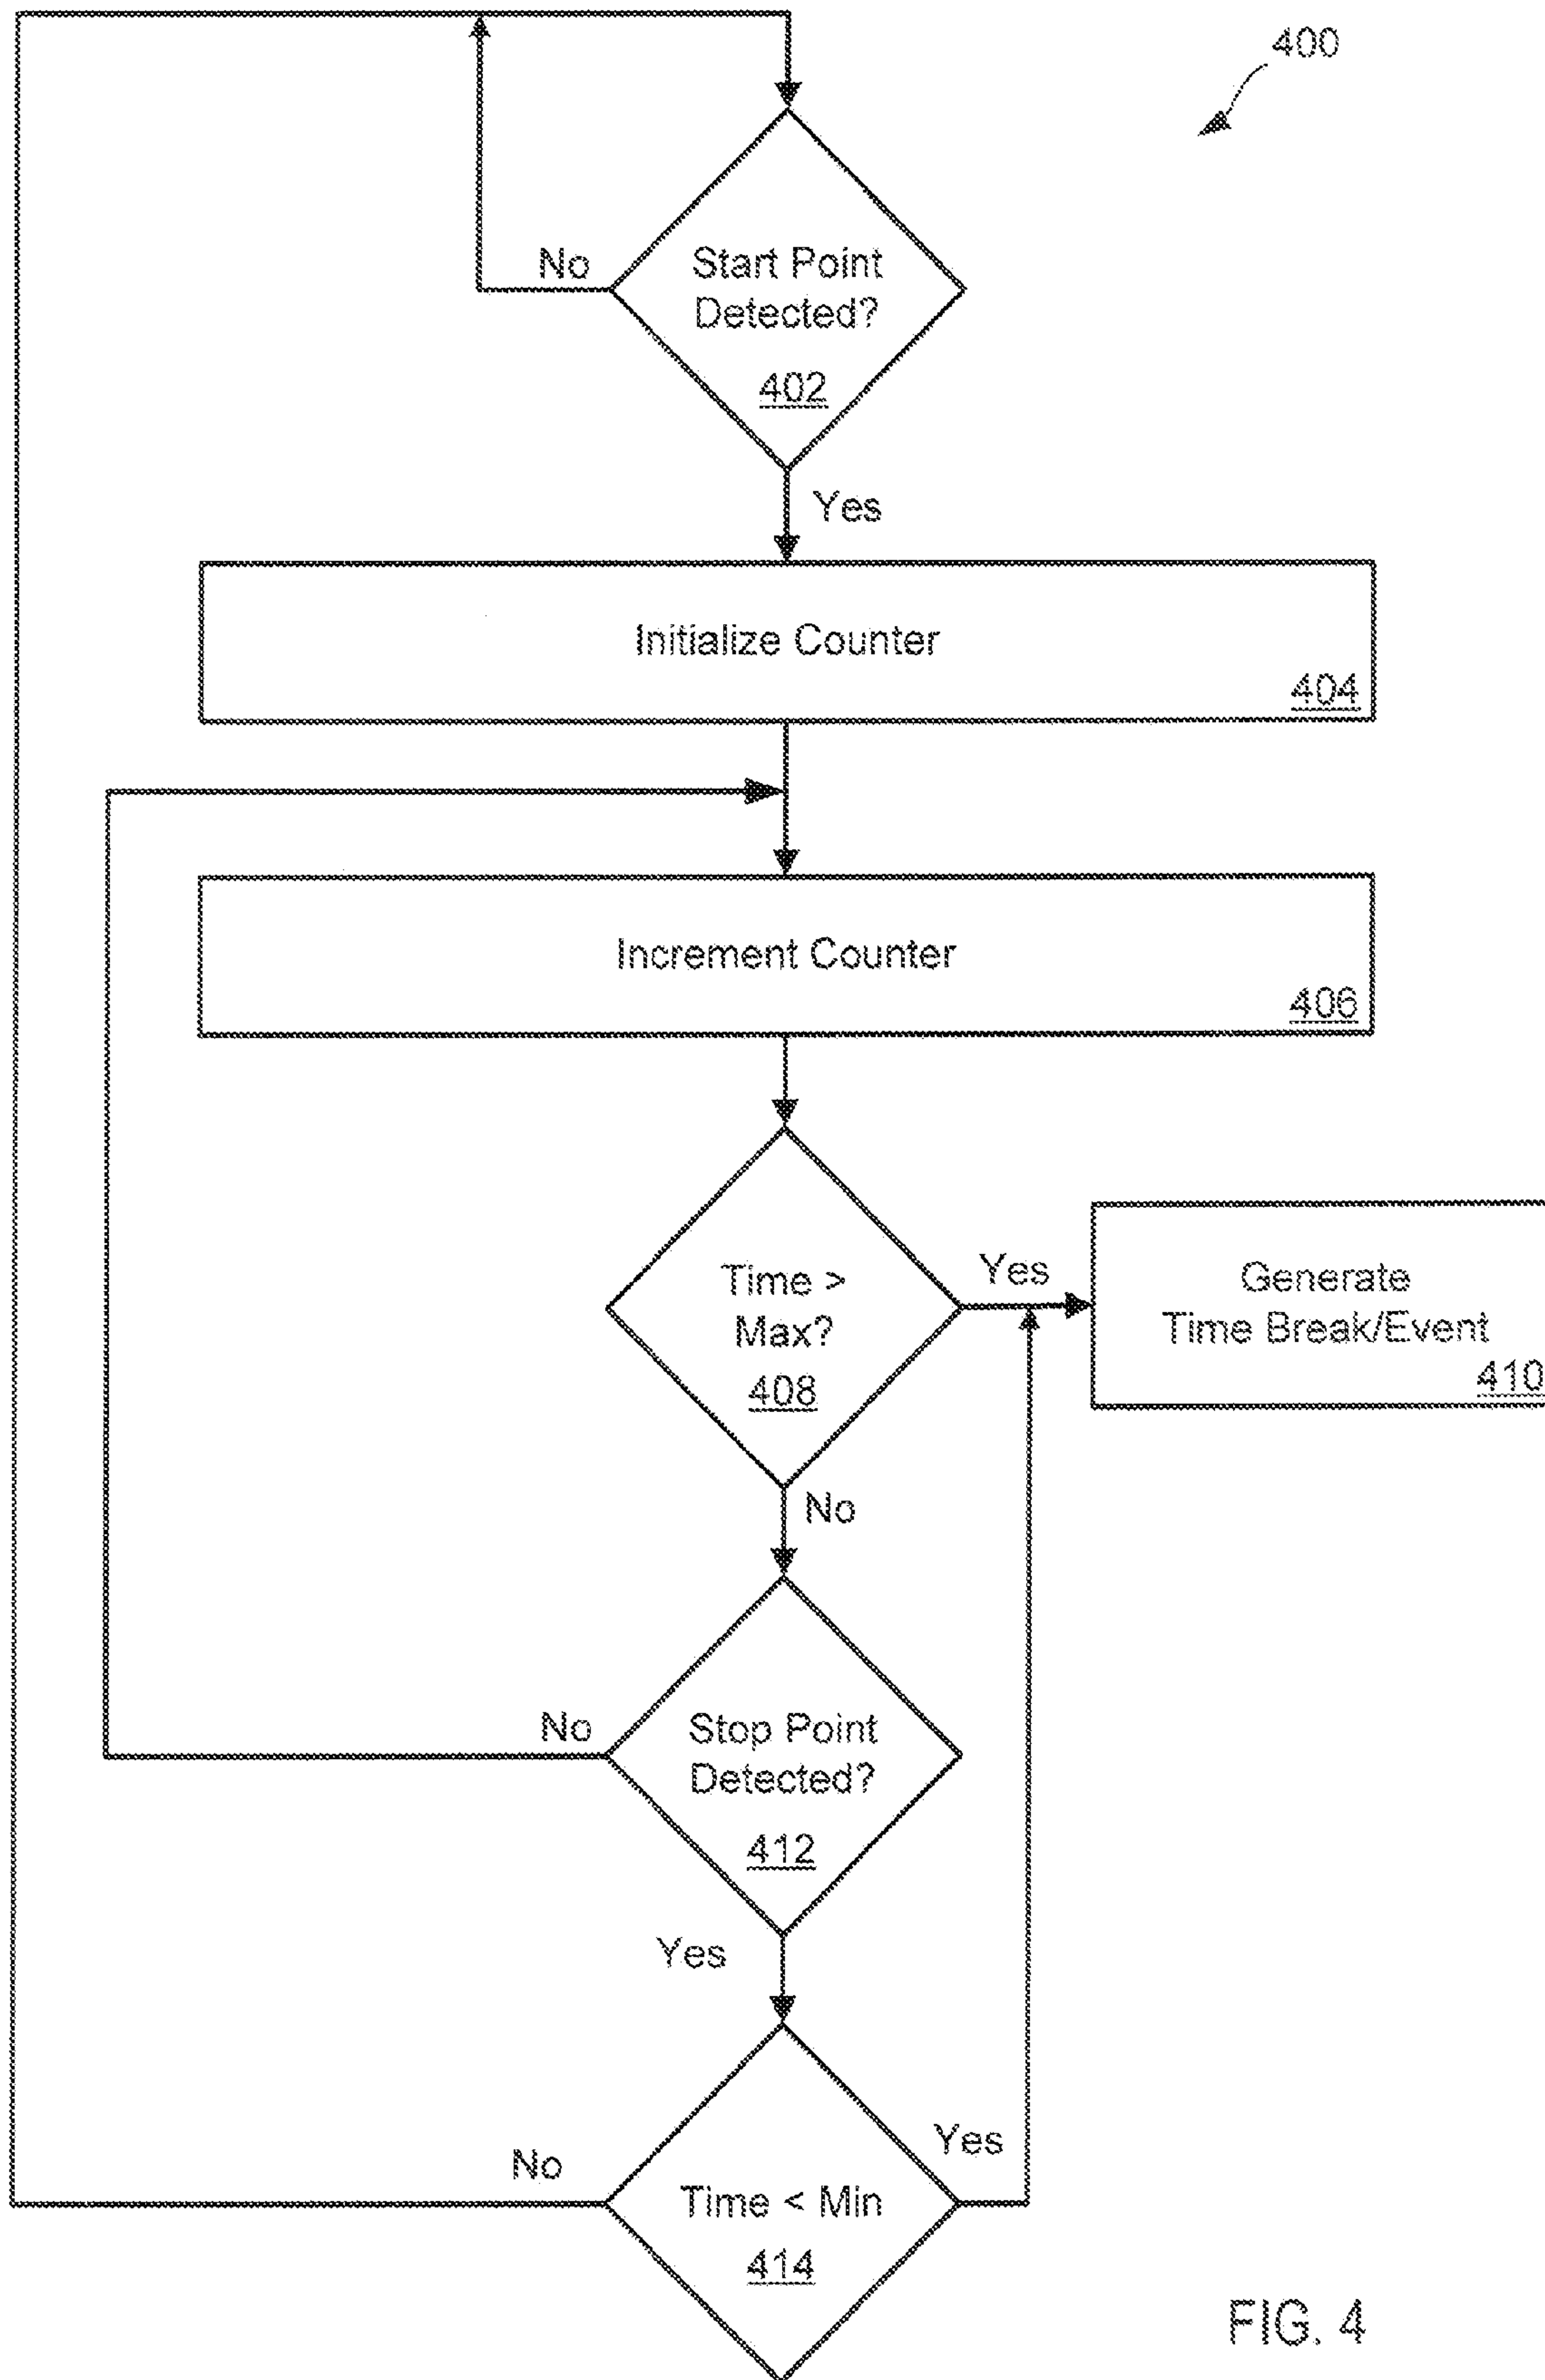 400
No
Start Point
Detected?
402
Yes
Initialize Counter
404
Increment Counter
406
Time >
Max?
408
Yes
Generate
Time Break/Event
410
No
No
Stop Point
Detected?
412
Yes
No
Yes
Time < Min
414
FIG. 4